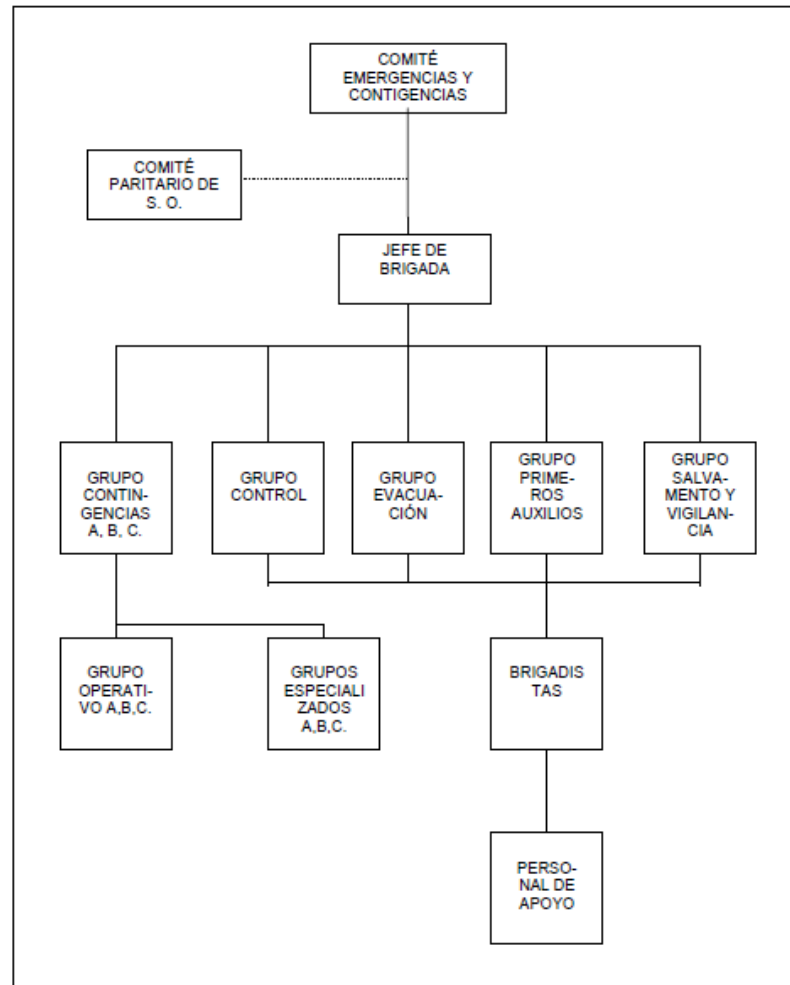 COMITÉ
EMERGENCIAS Y
CONTIGENCIAS
COMITÉ
PARITARIO DE
S. O.
JEFE DE
BRIGADA
GRUPO
CONTIN-
GENCIAS
A, B, C.
GRUPO
CONTROL
GRUPO
EVACUA-
CIÓN
GRUPO
PRIME-
ROS
AUXILIOS
GRUPO
SALVA-
MENTO Y
VIGILAN-
CIA
GRUPO
OPERATI-
VO A,B,C.
GRUPOS
ESPECIALI
ZADOS
A,B,C.
BRIGADIS
TAS
PERSO-
NAL DE
APOYO